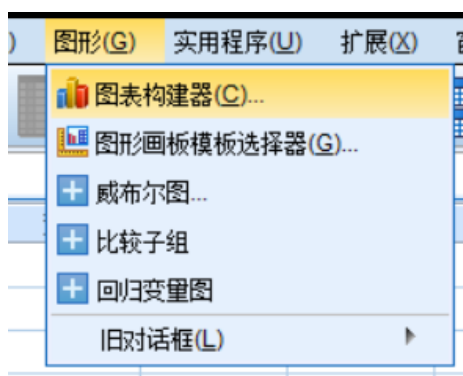 ) 图形(G) 实用程序(U) 扩展(X)
图表构建器(C)...
图形画板模板选择器(G)...
威布尔图...
比较子组
回归变量图
旧对话框(L)